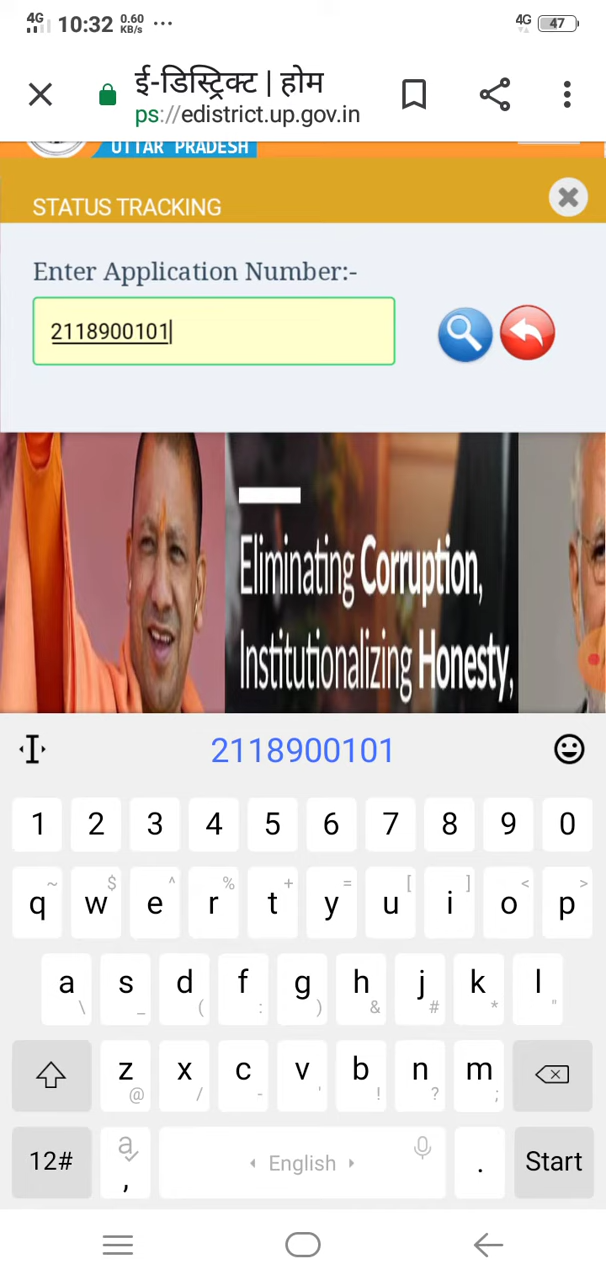 4G 10:32 0.60 KB/s ... 4G 47
ई-डिस्ट्रिक्ट | होम
ps://edistrict.up.gov.in
UTTAR PRADESH
STATUS TRACKING
Enter Application Number:-
2118900101
Eliminating Corruption,
Institutionalizing Honesty,
2118900101
1 2 3 4 5 6 7 8 9 0
~ $ ^ % + = [ ] < >
q w e r t y u i o p
a s d f g h j k l
\ _ ( : ) & # * "
z x c v b n m
@ / - ' ! ? ;
12# a , English . Start